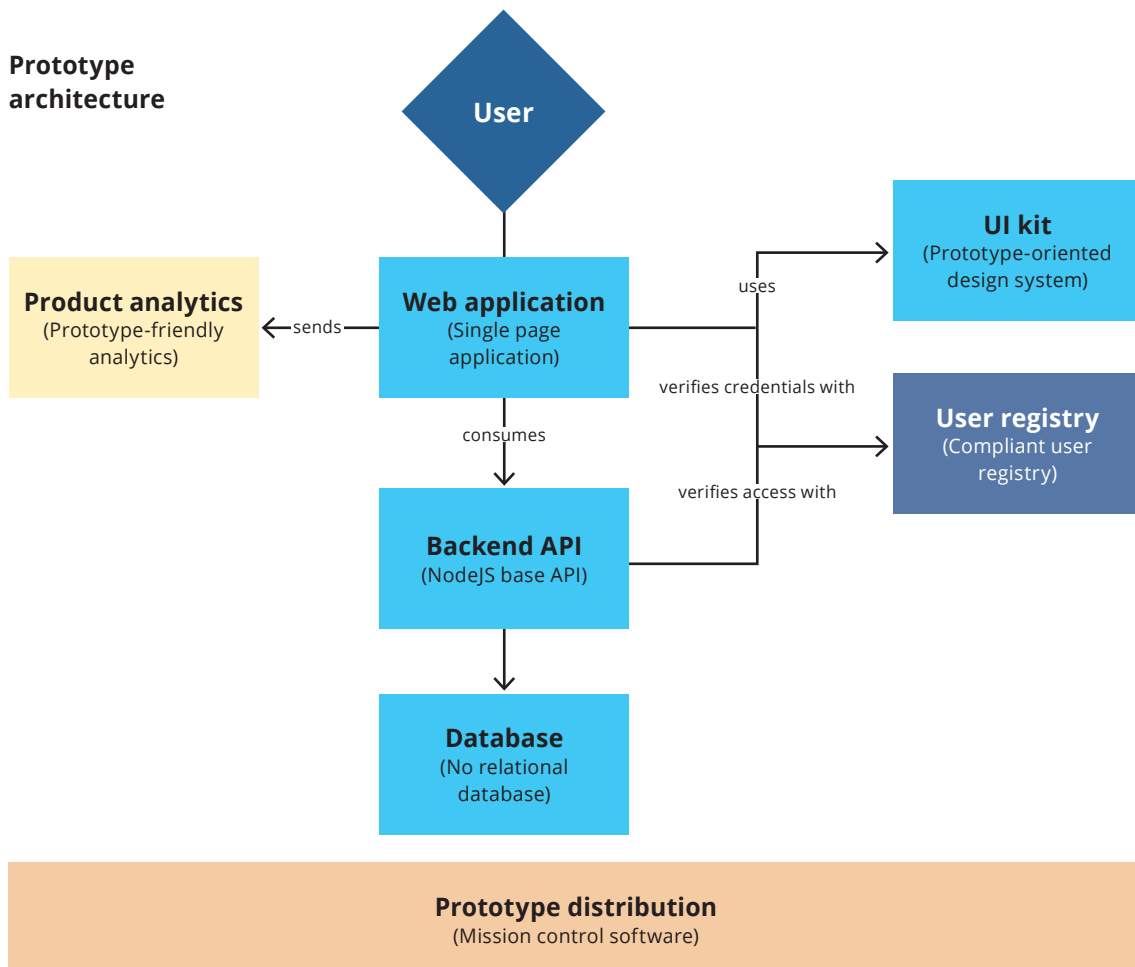 Prototype
architecture
User
UI kit
(Prototype-oriented
design system)
uses
Product analytics
(Prototype-friendly
analytics)
sends
Web application
(Single page
application)
verifies credentials with
User registry
(Compliant user
registry)
consumes
verifies access with
Backend API
(NodeJS base API)
Database
(No relational
database)
Prototype distribution
(Mission control software)